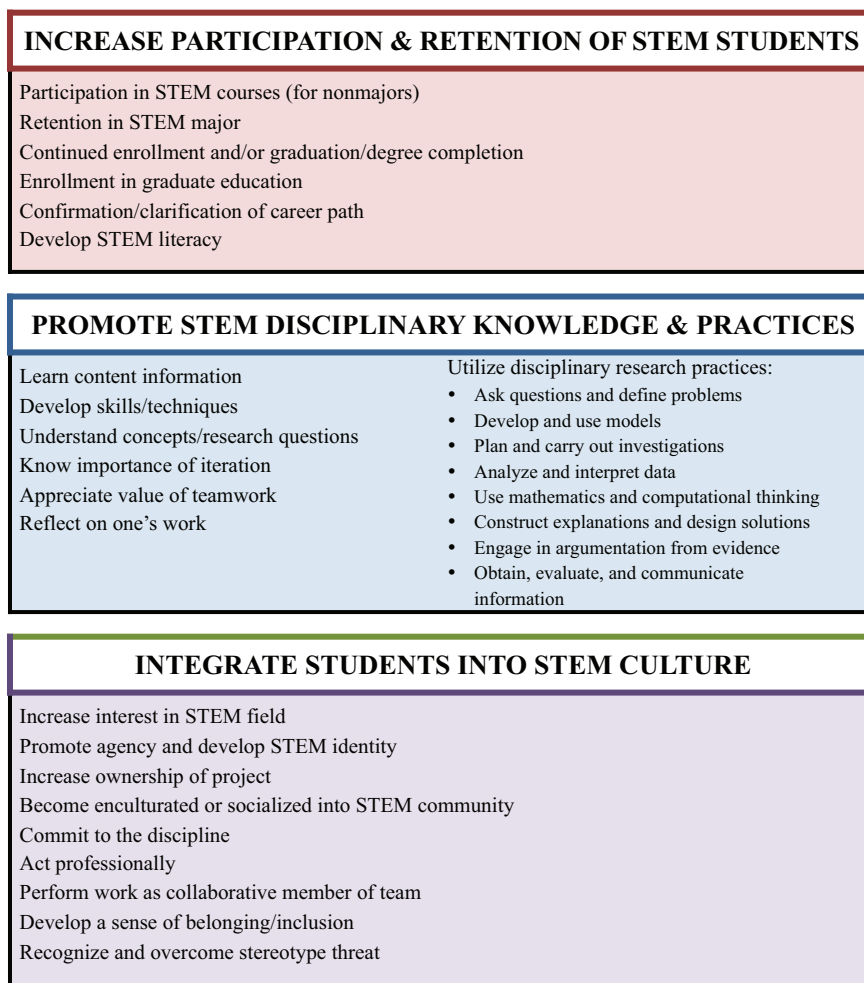 INCREASE PARTICIPATION & RETENTION OF STEM STUDENTS
Participation in STEM courses (for nonmajors)
Retention in STEM major
Continued enrollment and/or graduation/degree completion
Enrollment in graduate education
Confirmation/clarification of career path
Develop STEM literacy
PROMOTE STEM DISCIPLINARY KNOWLEDGE & PRACTICES
Learn content information
Develop skills/techniques
Understand concepts/research questions
Know importance of iteration
Appreciate value of teamwork
Reflect on one’s work
Utilize disciplinary research practices:
• Ask questions and define problems
• Develop and use models
• Plan and carry out investigations
• Analyze and interpret data
• Use mathematics and computational thinking
• Construct explanations and design solutions
• Engage in argumentation from evidence
• Obtain, evaluate, and communicate
information
INTEGRATE STUDENTS INTO STEM CULTURE
Increase interest in STEM field
Promote agency and develop STEM identity
Increase ownership of project
Become enculturated or socialized into STEM community
Commit to the discipline
Act professionally
Perform work as collaborative member of team
Develop a sense of belonging/inclusion
Recognize and overcome stereotype threat